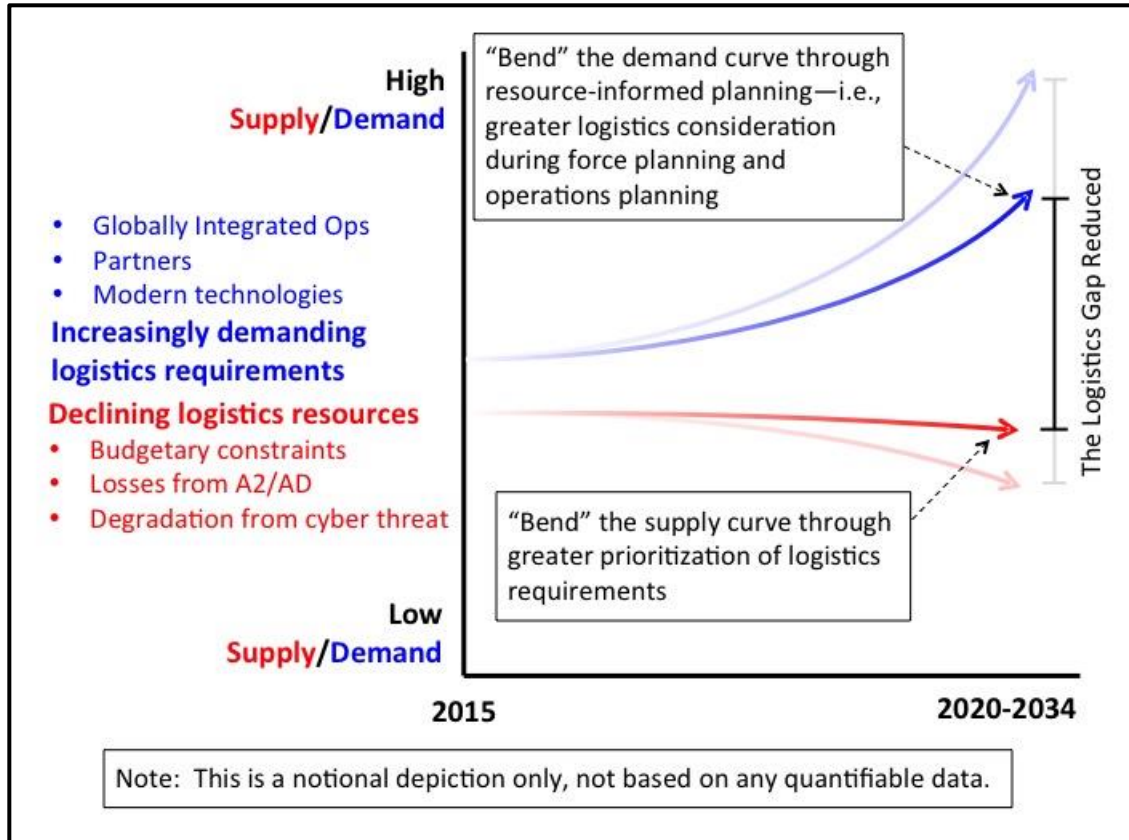 High
Supply/Demand
"Bend" the demand curve through
resource-informed planning—i.e.,
greater logistics consideration
during force planning and
operations planning
• Globally Integrated Ops
• Partners
• Modern technologies
Increasingly demanding
logistics requirements
Declining logistics resources
• Budgetary constraints
• Losses from A2/AD
• Degradation from cyber threat
The Logistics Gap Reduced
"Bend" the supply curve through
greater prioritization of logistics
requirements
Low
Supply/Demand
2015
2020-2034
Note: This is a notional depiction only, not based on any quantifiable data.